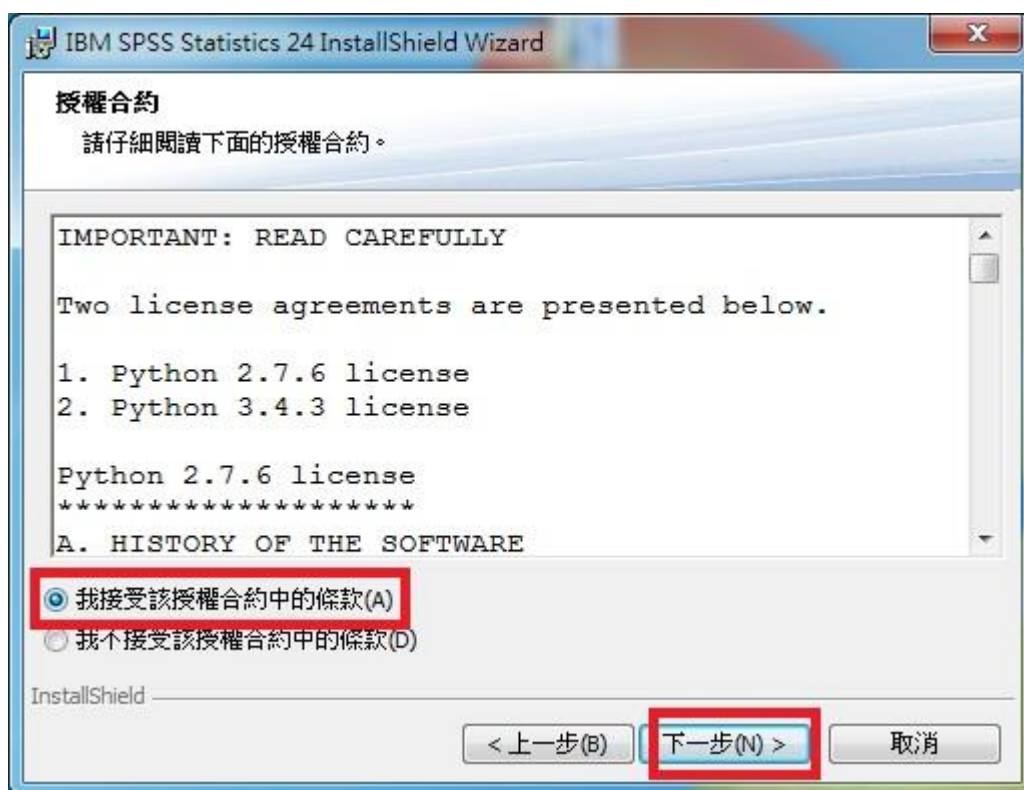 IBM SPSS Statistics 24 InstallShield Wizard
授權合約
請仔細閱讀下面的授權合約。
IMPORTANT: READ CAREFULLY
Two license agreements are presented below.
1. Python 2.7.6 license
2. Python 3.4.3 license
Python 2.7.6 license
********************
A. HISTORY OF THE SOFTWARE
我接受該授權合約中的條款(A)
我不接受該授權合約中的條款(D)
InstallShield
< 上一步(B) 下一步(N) > 取消